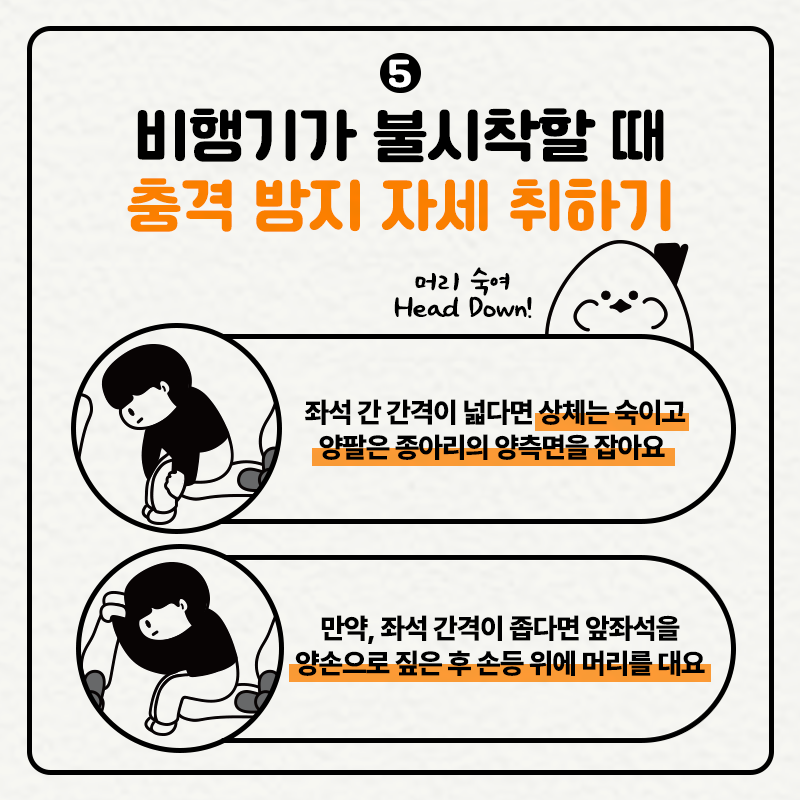 5
비행기가 불시착할 때
충격 방지 자세 취하기
머리 숙여
Head Down!
좌석 간 간격이 넓다면 상체는 숙이고
양팔은 종아리의 양측면을 잡아요
만약, 좌석 간격이 좁다면 앞좌석을
양손으로 짚은 후 손등 위에 머리를 대요